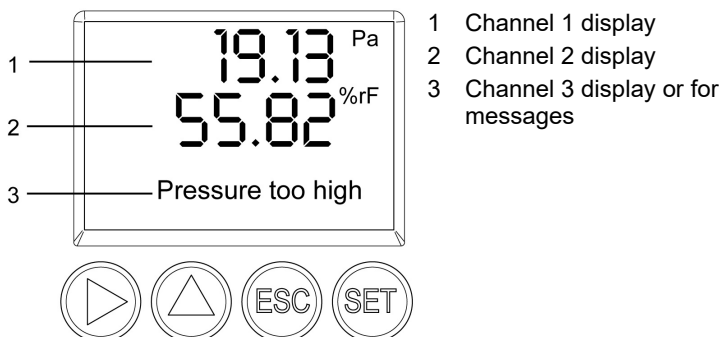 19.13 Pa
55.82 %rF
Pressure too high
1
2
3
ESC SET
1 Channel 1 display
2 Channel 2 display
3 Channel 3 display or for
messages